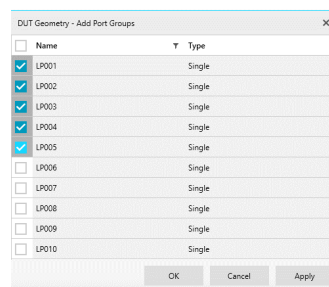 DUT Geometry - Add Port Groups
Name Type
LP001 Single
LP002 Single
LP003 Single
LP004 Single
LP005 Single
LP006 Single
LP007 Single
LP008 Single
LP009 Single
LP010 Single
OK Cancel Apply